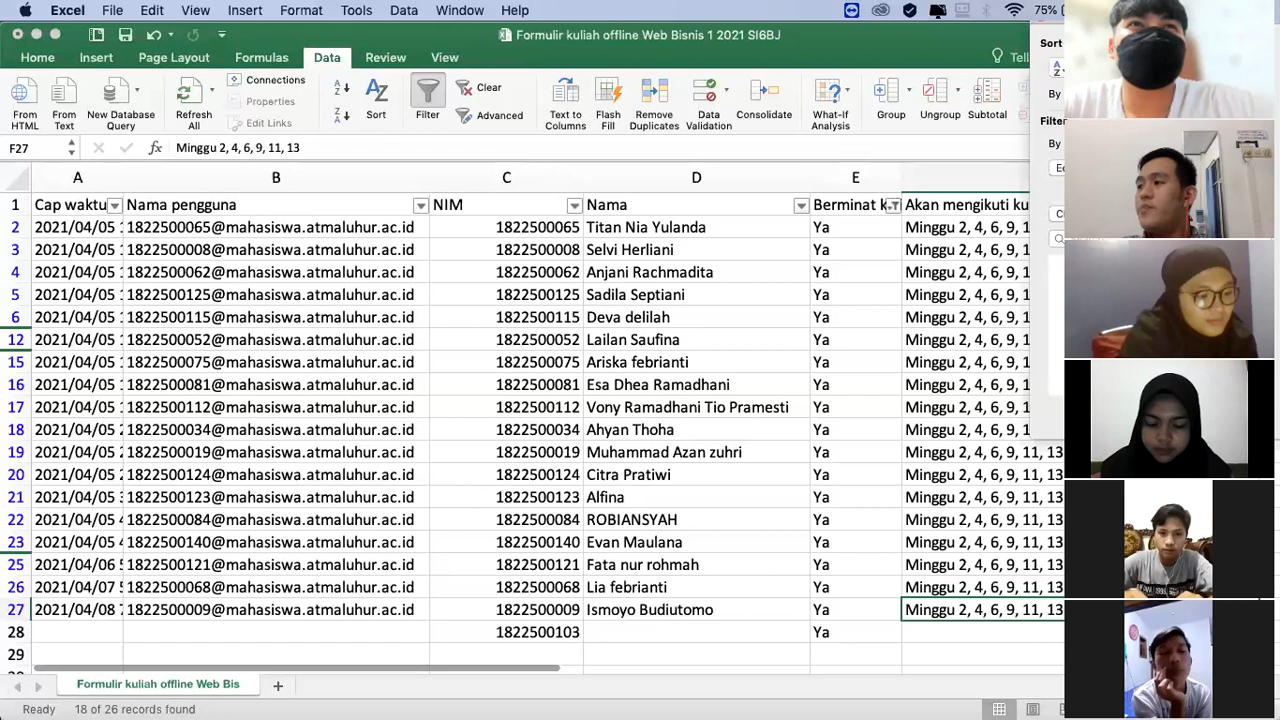 Excel File Edit View Insert Format Tools Data Window Help 75%
Formulir kuliah offline Web Bisnis 1 2021 SI6BJ
Home Insert Page Layout Formulas Data Review View Tell
From HTML From Text New Database Query Refresh All Connections Properties Edit Links Sort Filter Clear Advanced Text to Columns Flash Fill Remove Duplicates Data Validation Consolidate What-If Analysis Group Ungroup Subtotal
Sort
By
Filter
By
F27 fx Minggu 2, 4, 6, 9, 11, 13
A B C D E
1 Cap waktu Nama pengguna NIM Nama Berminat k Akan mengikuti ku
2 2021/04/05 1822500065@mahasiswa.atmaluhur.ac.id 1822500065 Titan Nia Yulanda Ya Minggu 2, 4, 6, 9, 1
3 2021/04/05 1822500008@mahasiswa.atmaluhur.ac.id 1822500008 Selvi Herliani Ya Minggu 2, 4, 6, 9, 1
4 2021/04/05 1822500062@mahasiswa.atmaluhur.ac.id 1822500062 Anjani Rachmadita Ya Minggu 2, 4, 6, 9, 1
5 2021/04/05 1822500125@mahasiswa.atmaluhur.ac.id 1822500125 Sadila Septiani Ya Minggu 2, 4, 6, 9, 1
6 2021/04/05 1822500115@mahasiswa.atmaluhur.ac.id 1822500115 Deva delilah Ya Minggu 2, 4, 6, 9, 1
12 2021/04/05 1822500052@mahasiswa.atmaluhur.ac.id 1822500052 Lailan Saufina Ya Minggu 2, 4, 6, 9, 1
15 2021/04/05 1822500075@mahasiswa.atmaluhur.ac.id 1822500075 Ariska febrianti Ya Minggu 2, 4, 6, 9, 1
16 2021/04/05 1822500081@mahasiswa.atmaluhur.ac.id 1822500081 Esa Dhea Ramadhani Ya Minggu 2, 4, 6, 9, 1
17 2021/04/05 1822500112@mahasiswa.atmaluhur.ac.id 1822500112 Vony Ramadhani Tio Pramesti Ya Minggu 2, 4, 6, 9, 1
18 2021/04/05 2 1822500034@mahasiswa.atmaluhur.ac.id 1822500034 Ahyan Thoha Ya Minggu 2, 4, 6, 9, 1
19 2021/04/05 2 1822500019@mahasiswa.atmaluhur.ac.id 1822500019 Muhammad Azan zuhri Ya Minggu 2, 4, 6, 9, 11, 13
20 2021/04/05 2 1822500124@mahasiswa.atmaluhur.ac.id 1822500124 Citra Pratiwi Ya Minggu 2, 4, 6, 9, 11, 13
21 2021/04/05 3 1822500123@mahasiswa.atmaluhur.ac.id 1822500123 Alfina Ya Minggu 2, 4, 6, 9, 11, 13
22 2021/04/05 4 1822500084@mahasiswa.atmaluhur.ac.id 1822500084 ROBIANSYAH Ya Minggu 2, 4, 6, 9, 11, 13
23 2021/04/05 4 1822500140@mahasiswa.atmaluhur.ac.id 1822500140 Evan Maulana Ya Minggu 2, 4, 6, 9, 11, 13
25 2021/04/06 1822500121@mahasiswa.atmaluhur.ac.id 1822500121 Fata nur rohmah Ya Minggu 2, 4, 6, 9, 11, 13
26 2021/04/07 1822500068@mahasiswa.atmaluhur.ac.id 1822500068 Lia febrianti Ya Minggu 2, 4, 6, 9, 11, 13
27 2021/04/08 1822500009@mahasiswa.atmaluhur.ac.id 1822500009 Ismoyo Budiutomo Ya Minggu 2, 4, 6, 9, 11, 13
28 1822500103 Ya
29
Formulir kuliah offline Web Bis
Ready 18 of 26 records found